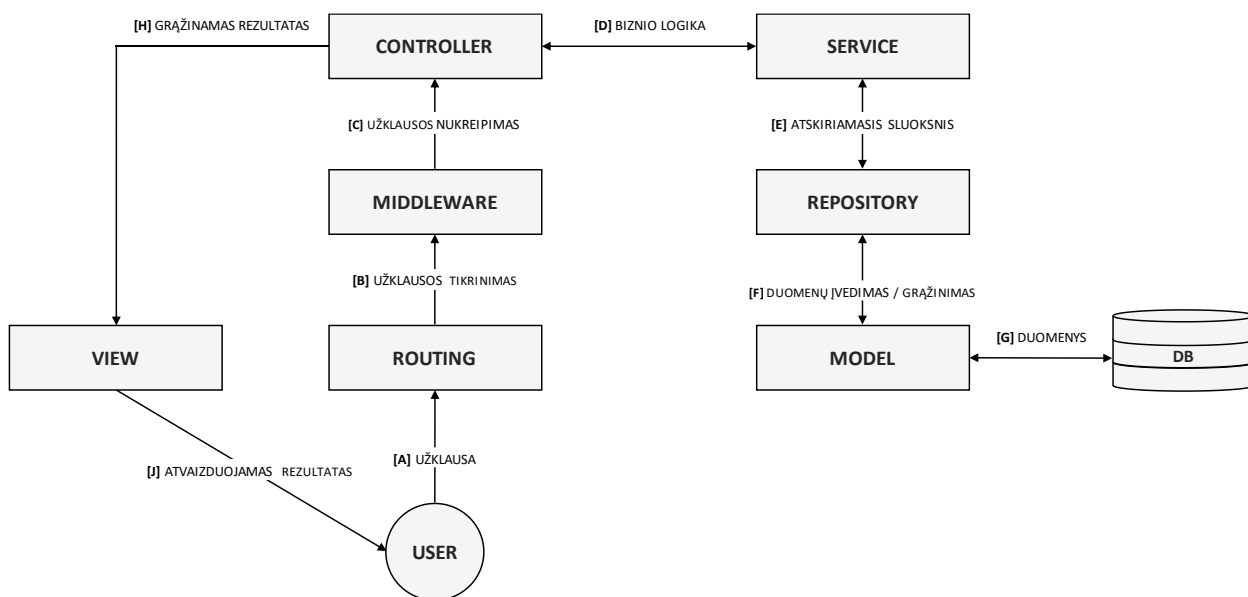 [H] GRĄŽINAMAS REZULTATAS
CONTROLLER
[D] BIZNIO LOGIKA
SERVICE
[C] UŽKLAUSOS NUKREIPIMAS
[E] ATSKIRIAMASIS SLUOKSNIS
MIDDLEWARE
REPOSITORY
[B] UŽKLAUSOS TIKRINIMAS
[F] DUOMENŲ ĮVEDIMAS / GRĄŽINIMAS
VIEW
ROUTING
MODEL
[G] DUOMENYS
DB
[J] ATVAIZDUOJAMAS REZULTATAS
[A] UŽKLAUSA
USER